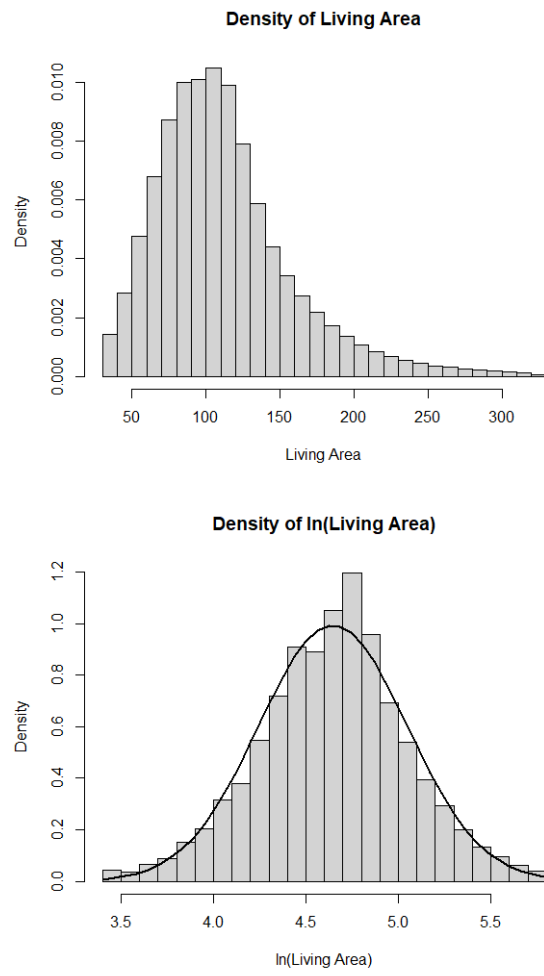 Density of Living Area
Density
0.000
0.002
0.004
0.006
0.008
0.010
50 100 150 200 250 300
Living Area
Density of ln(Living Area)
Density
0.0
0.2
0.4
0.6
0.8
1.0
1.2
3.5 4.0 4.5 5.0 5.5
ln(Living Area)